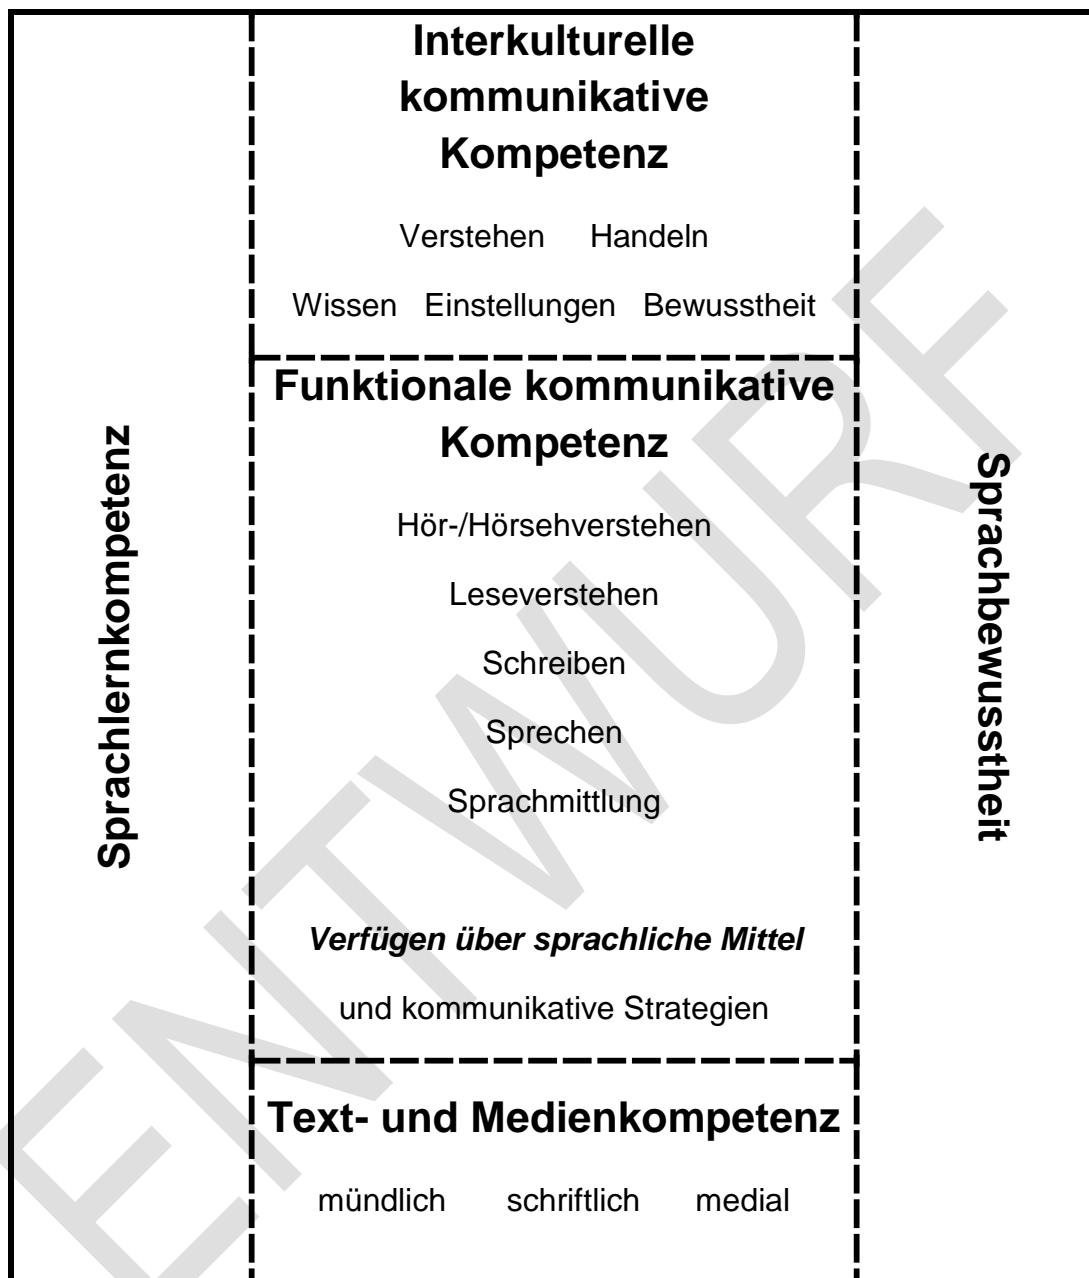 Interkulturelle
kommunikative
Kompetenz
Verstehen Handeln
Wissen Einstellungen Bewusstheit
Funktionale kommunikative
Kompetenz
Hör-/Hörsehverstehen
Leseverstehen
Schreiben
Sprechen
Sprachmittlung
Verfügen über sprachliche Mittel
und kommunikative Strategien
Text- und Medienkompetenz
mündlich schriftlich medial
Sprachlernkompetenz
Sprachbewusstheit
ENTWURF